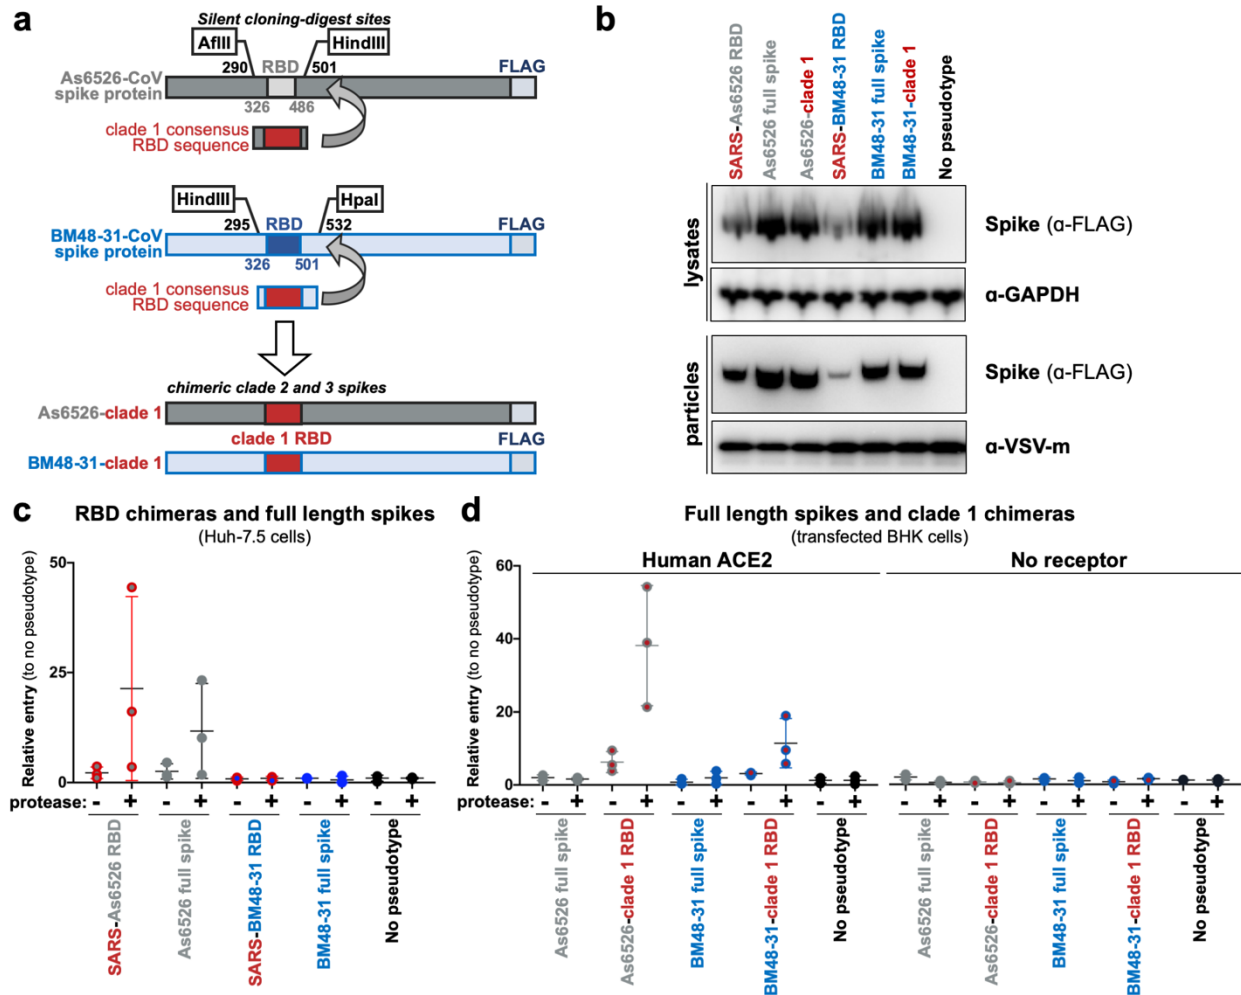 a
Silent cloning-digest sites
AflII
HindIII
290
RBD
501
FLAG
As6526-CoV
spike protein
326
486
clade 1 consensus
RBD sequence
HindIII
HpaI
295
RBD
532
FLAG
BM48-31-CoV
spike protein
326
501
clade 1 consensus
RBD sequence
chimeric clade 2 and 3 spikes
As6526-clade 1
clade 1 RBD
FLAG
BM48-31-clade 1
b
SARS-As6526 RBD
As6526 full spike
As6526-clade 1
SARS-BM48-31 RBD
BM48-31 full spike
BM48-31-clade 1
No pseudotype
lysates
Spike (α-FLAG)
α-GAPDH
particles
Spike (α-FLAG)
α-VSV-m
c
RBD chimeras and full length spikes
(Huh-7.5 cells)
Relative entry (to no pseudotype)
50
25
0
protease: - + - + - + - + - +
SARS-As6526 RBD
As6526 full spike
SARS-BM48-31 RBD
BM48-31 full spike
No pseudotype
d
Full length spikes and clade 1 chimeras
(transfected BHK cells)
Human ACE2
No receptor
Relative entry (to no pseudotype)
60
40
20
0
protease: - + - + - + - + - + - + - + - + - + - +
As6526 full spike
As6526-clade 1 RBD
BM48-31 full spike
BM48-31-clade 1 RBD
No pseudotype
As6526 full spike
As6526-clade 1 RBD
BM48-31 full spike
BM48-31-clade 1 RBD
No pseudotype